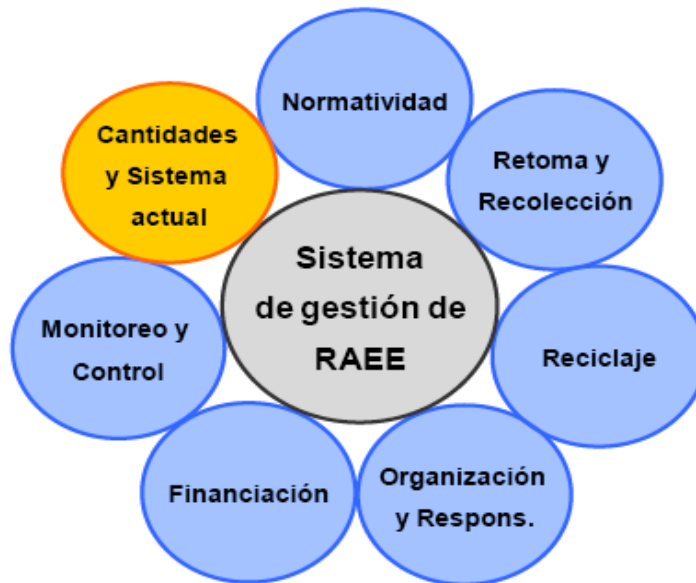 Normatividad
Cantidades
y Sistema
actual
Retoma y
Recolección
Sistema
de gestión de
RAEE
Monitoreo y
Control
Reciclaje
Financiación
Organización
y Respons.